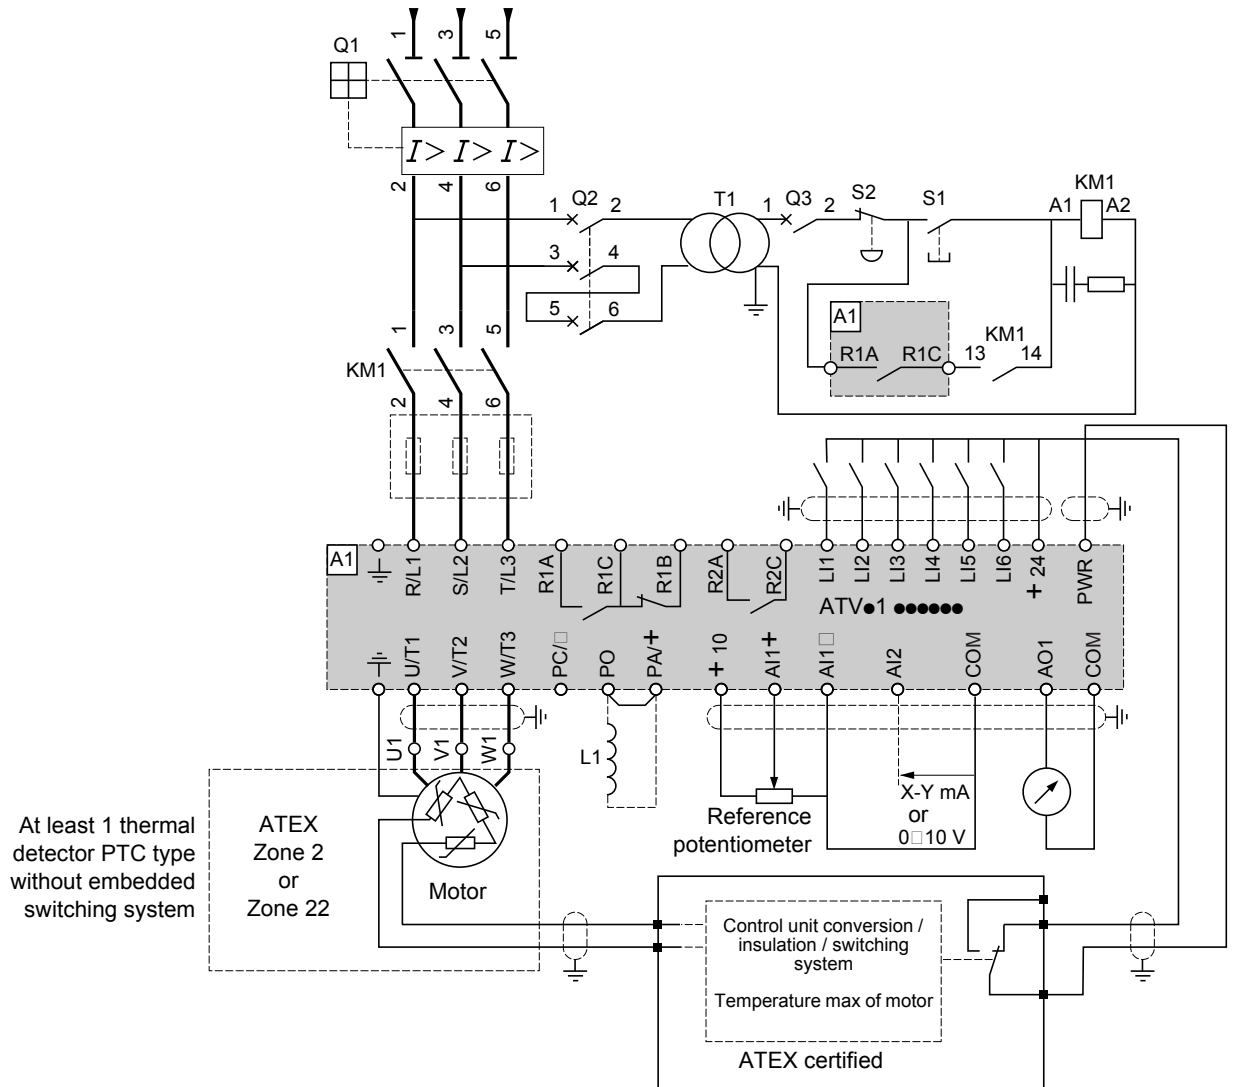 1 3 5
Q1
I> I> I>
2 4 6
1 Q2 2
3 4
5 6
T1
1 Q3 2
S2
S1
KM1
A1 A2
A1
R1A R1C
KM1
13 14
1 3 5
KM1
2 4 6
A1
R/L1 S/L2 T/L3 R1A R1C R1B R2A R2C LI1 LI2 LI3 LI4 LI5 LI6 + 24 PWR
ATV●1 ●●●●●●
U/T1 V/T2 W/T3 PC/□ PO PA/+ + 10 AI1+ AI1□ AI2 COM AO1 COM
U1 V1 W1
L1
Reference
potentiometer
X-Y mA
or
0□10 V
At least 1 thermal
detector PTC type
without embedded
switching system
ATEX
Zone 2
or
Zone 22
Motor
Control unit conversion /
insulation / switching
system
Temperature max of motor
ATEX certified